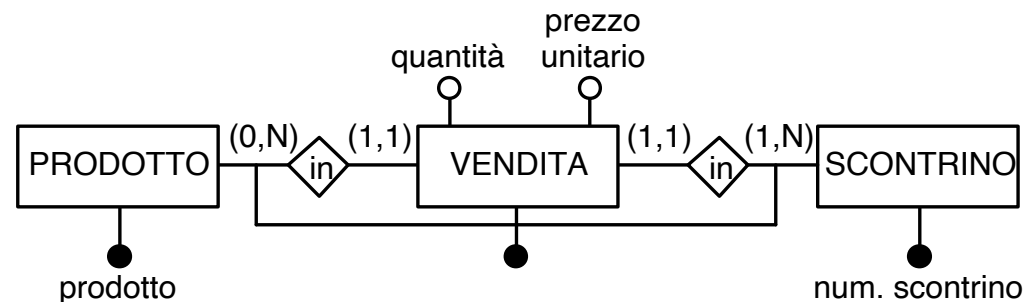 prezzo
quantità unitario
(0,N) (1,1) (1,1) (1,N)
PRODOTTO in VENDITA in SCONTRINO
prodotto num. scontrino